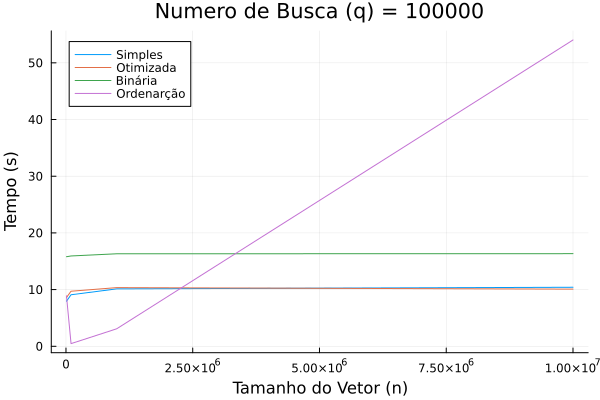 Numero de Busca (q) = 100000
Simples
Otimizada
Binária
Ordenarção
Tempo (s)
50
40
30
20
10
0
0
2.50×10⁶
5.00×10⁶
7.50×10⁶
1.00×10⁷
Tamanho do Vetor (n)